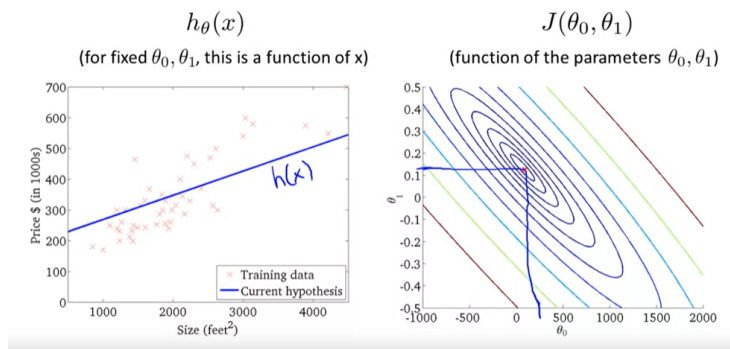 hθ(x)
(for fixed θ0, θ1, this is a function of x)
700
600
500
400
300
200
100
0
Price $ (in 1000s)
1000
2000
3000
4000
Size (feet²)
h(x)
Training data
Current hypothesis
J(θ0, θ1)
(function of the parameters θ0, θ1)
0.5
0.4
0.3
0.2
0.1
0
-0.1
-0.2
-0.3
-0.4
-0.5
θ1
-1000
-500
0
500
1000
1500
2000
θ0